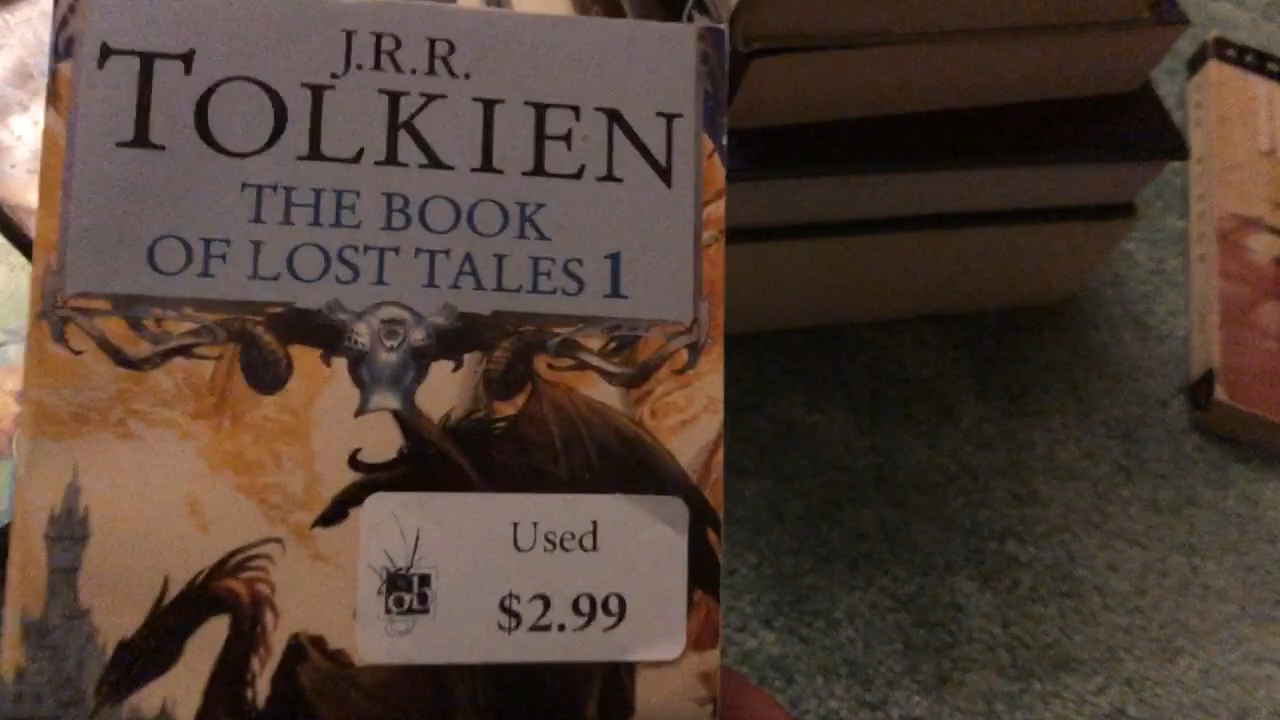 J.R.R.
TOLKIEN
THE BOOK
OF LOST TALES 1
Used
$2.99